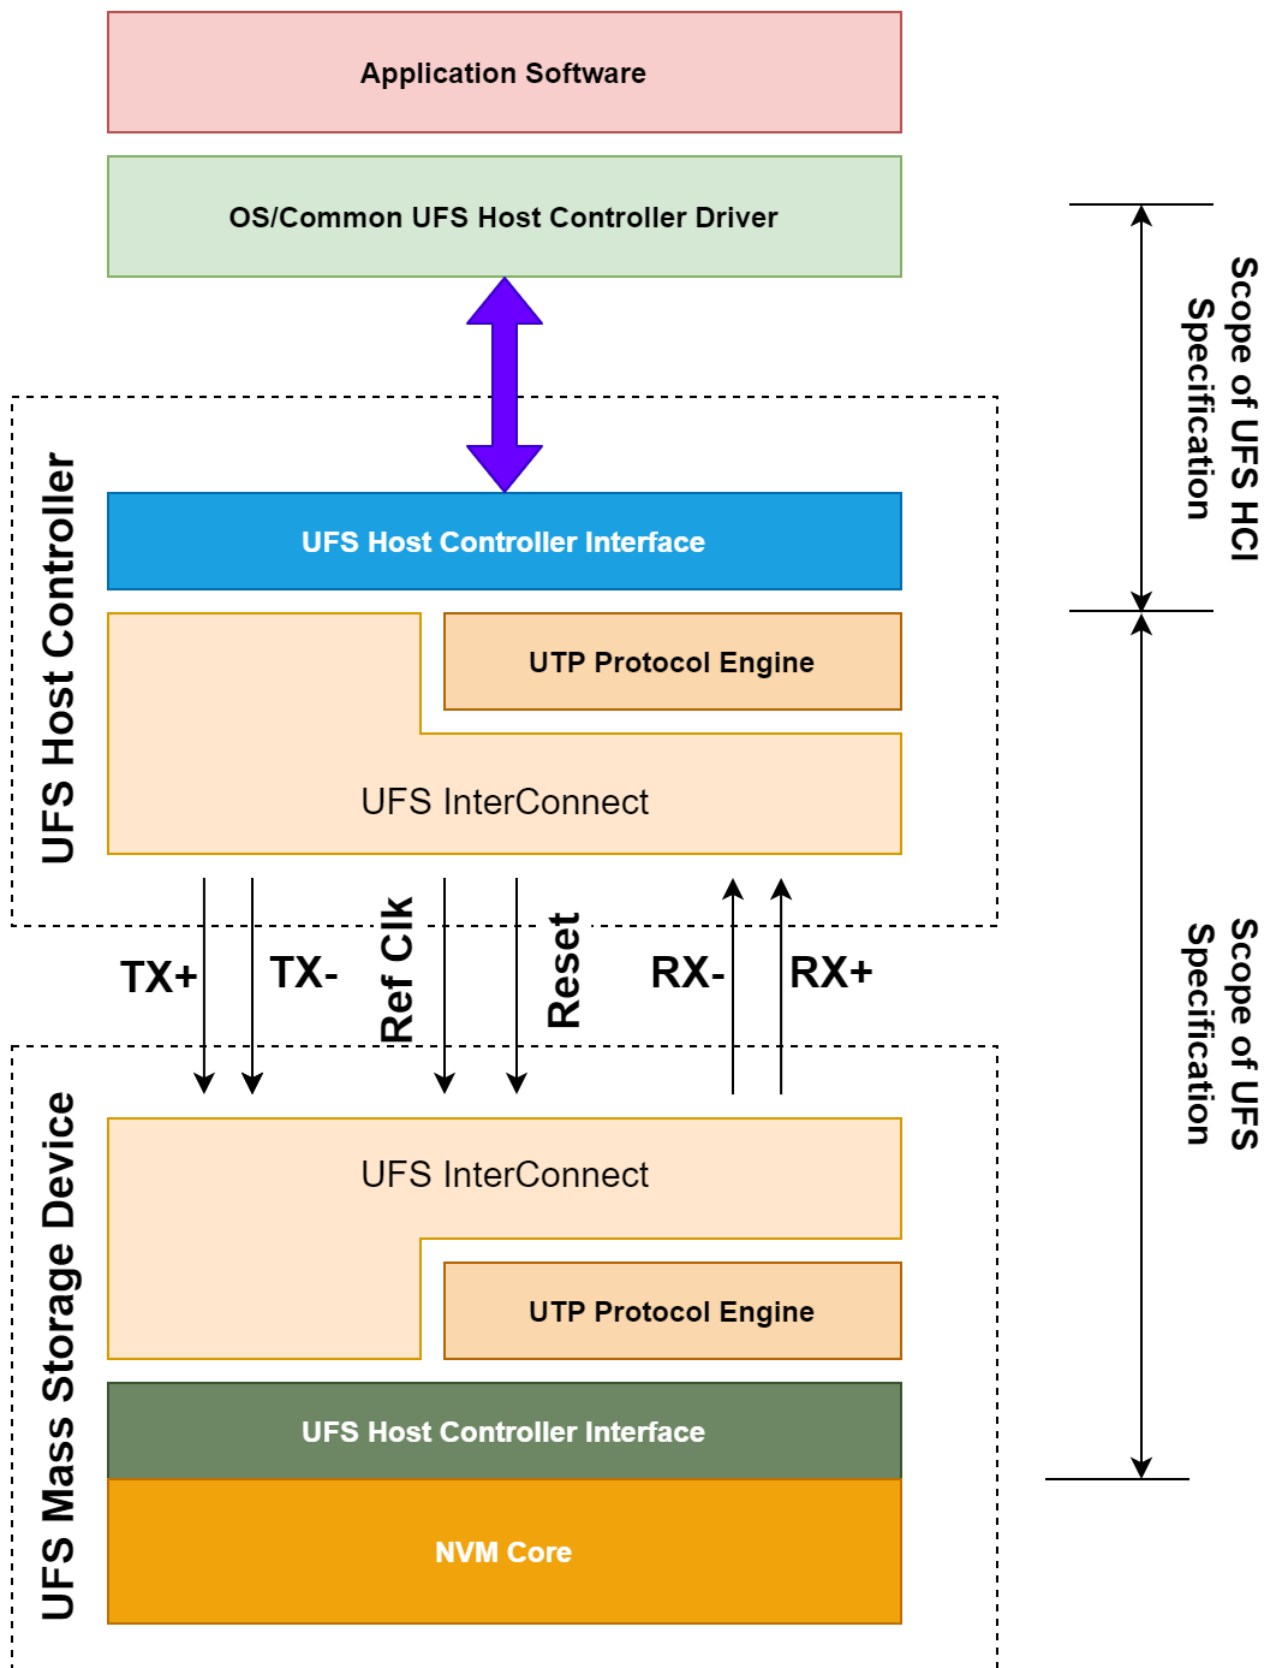 Application Software
OS/Common UFS Host Controller Driver
Scope of UFS HCI
Specification
UFS Host Controller
UFS Host Controller Interface
UTP Protocol Engine
UFS InterConnect
TX+
TX-
Ref Clk
Reset
RX-
RX+
Scope of UFS
Specification
UFS Mass Storage Device
UFS InterConnect
UTP Protocol Engine
UFS Host Controller Interface
NVM Core